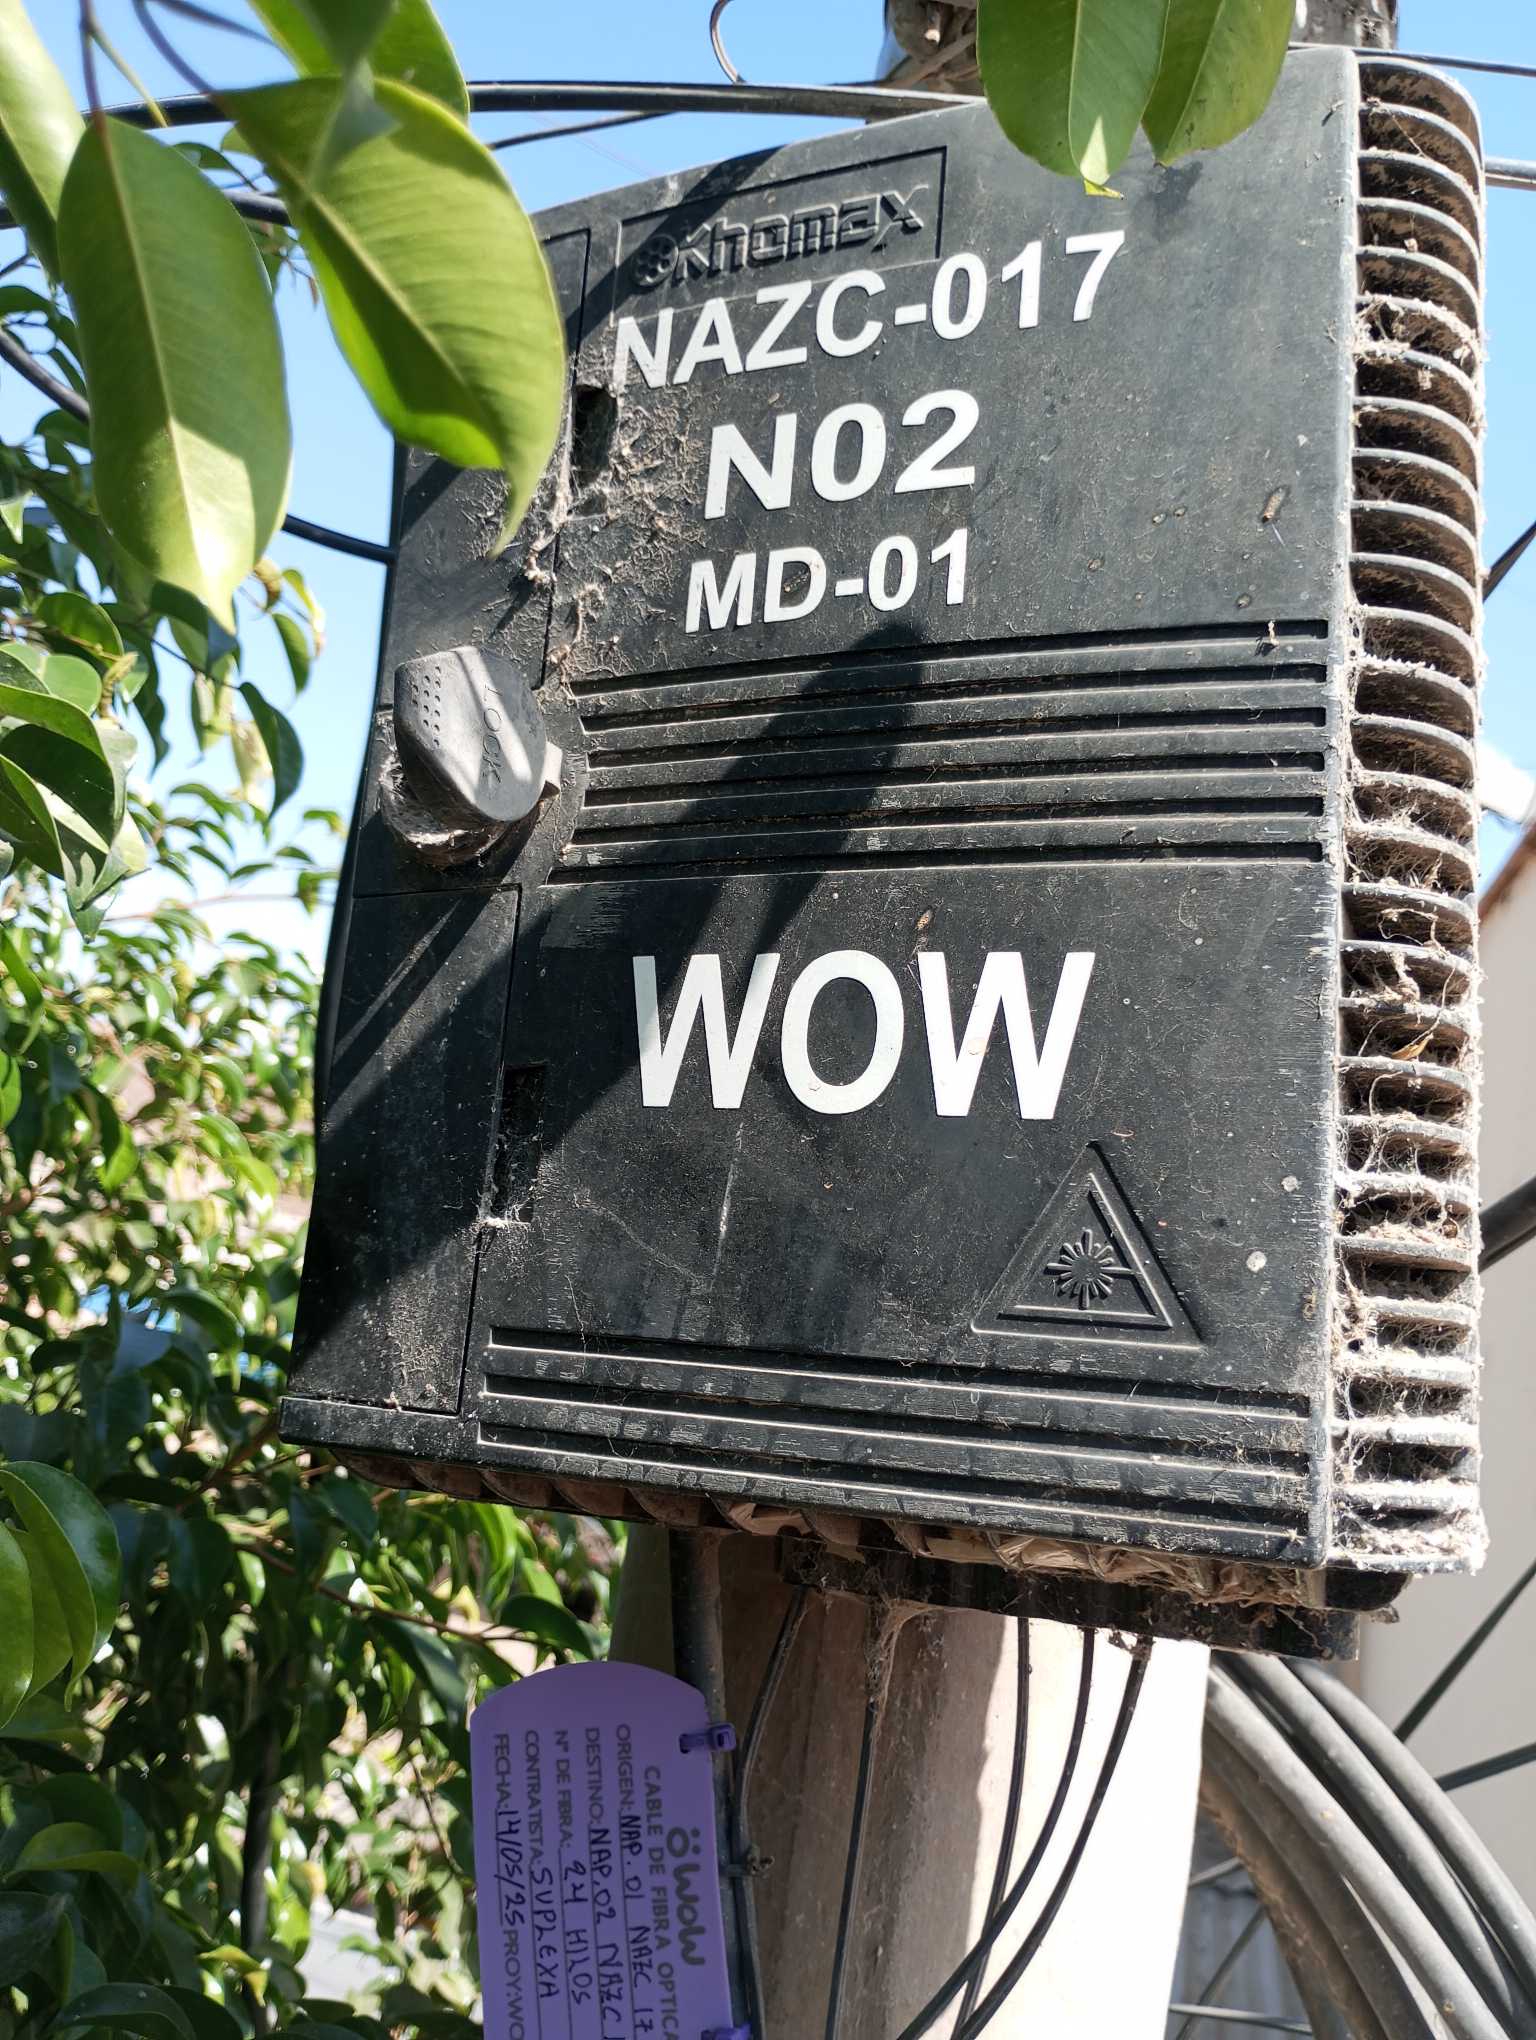 khomax
NAZC-017
N02
MD-01
LOCK
WOW
wow
CABLE DE FIBRA OPTICA
ORIGEN: NAP. 01 NAZC 17
DESTINO: NAP. 02 NAZC
N° DE FIBRA: 24 HILOS
CONTRATISTA: SUPLEXA
FECHA: 14/05/25 PROY: WO